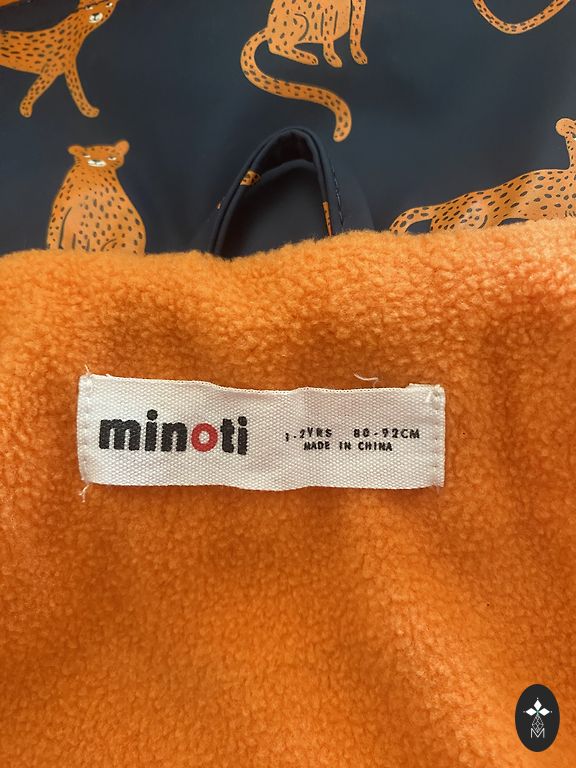 minoti
1-2YRS 80-92CM
MADE IN CHINA
M